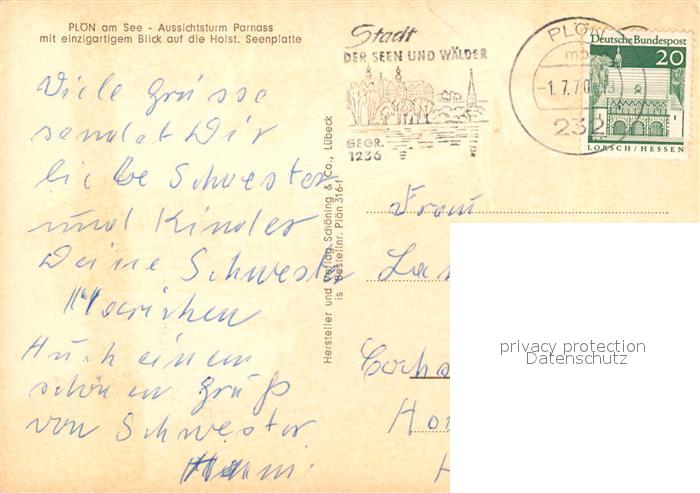 PLÖN am See - Aussichtsturm Parnass
mit einzigartigem Blick auf die Holst. Seenplatte
Viele Grüsse
sendet Dir
liebe Schwester
und Kinder
Deine Schwester
Mariechen
Auch einen
schönen Gruß
von Schwester
Hersteller und Verlag Schöning & Co., Lübeck
is Bestellnr. Plön 316-f
Stadt
DER SEEN UND WÄLDER
GEGR.
1236
PLÖN
-1.7.70
232
Deutsche Bundespost
20
LORSCH/HESSEN
Frau
privacy protection
Datenschutz